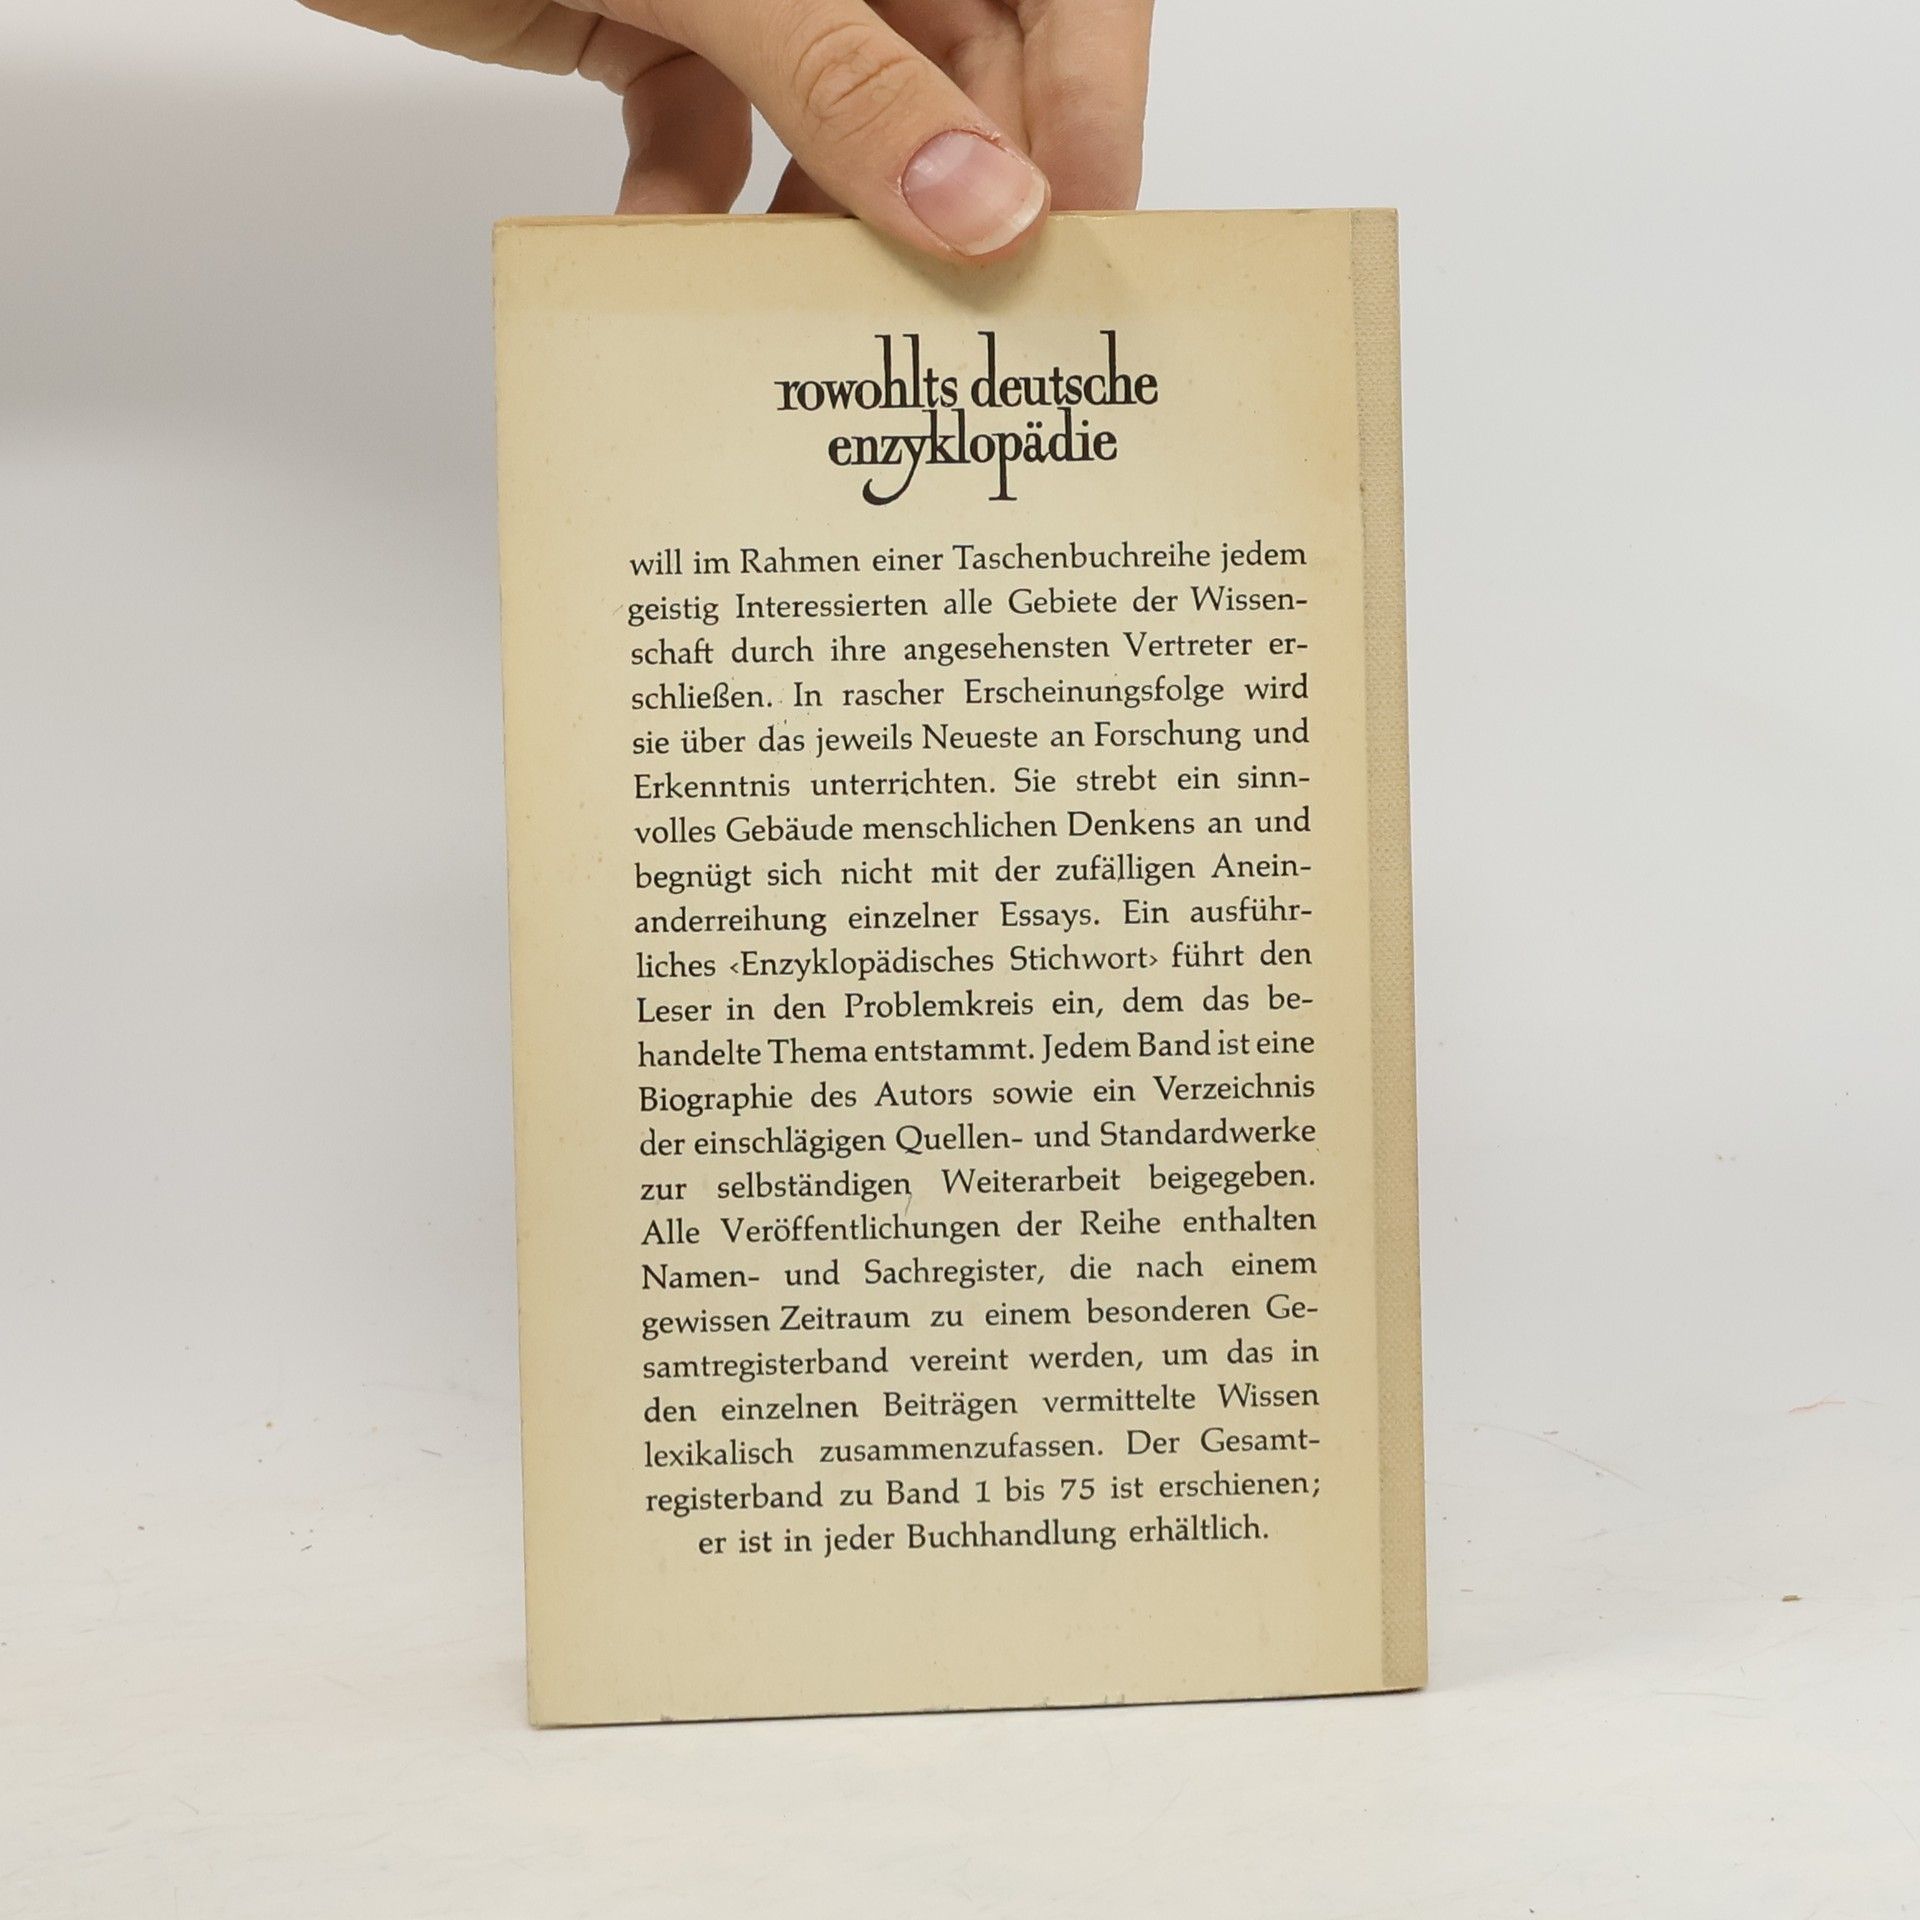 rowohlts deutsche
enzyklopädie
will im Rahmen einer Taschenbuchreihe jedem
geistig Interessierten alle Gebiete der Wissen-
schaft durch ihre angesehensten Vertreter er-
schließen. In rascher Erscheinungsfolge wird
sie über das jeweils Neueste an Forschung und
Erkenntnis unterrichten. Sie strebt ein sinn-
volles Gebäude menschlichen Denkens an und
begnügt sich nicht mit der zufälligen Anein-
anderreihung einzelner Essays. Ein ausführ-
liches ‹Enzyklopädisches Stichwort› führt den
Leser in den Problemkreis ein, dem das be-
handelte Thema entstammt. Jedem Band ist eine
Biographie des Autors sowie ein Verzeichnis
der einschlägigen Quellen- und Standardwerke
zur selbständigen Weiterarbeit beigegeben.
Alle Veröffentlichungen der Reihe enthalten
Namen- und Sachregister, die nach einem
gewissen Zeitraum zu einem besonderen Ge-
samtregisterband vereint werden, um das in
den einzelnen Beiträgen vermittelte Wissen
lexikalisch zusammenzufassen. Der Gesamt-
registerband zu Band 1 bis 75 ist erschienen;
er ist in jeder Buchhandlung erhältlich.